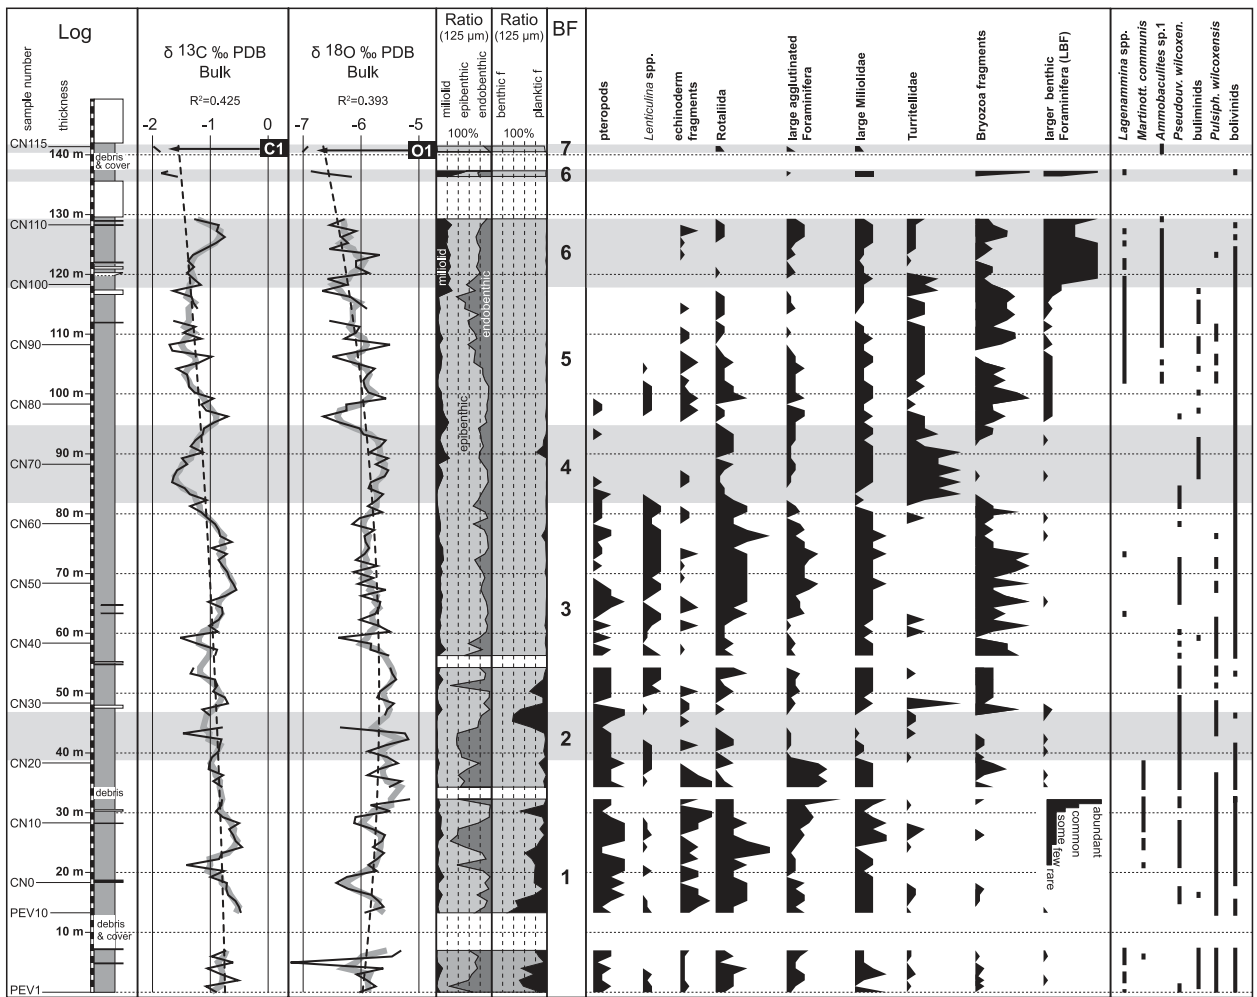 Log
sample number
thickness
δ 13C ‰ PDB
Bulk
R²=0.425
-2 -1 0
δ 18O ‰ PDB
Bulk
R²=0.393
-7 -6 -5
Ratio
(125 µm)
miliolid
epibenthic
endobenthic
100%
Ratio
(125 µm)
benthic f
planktic f
100%
BF
pteropods
Lenticulina spp.
echinoderm
fragments
Rotaliida
large agglutinated
Foraminifera
large Miliolidae
Turritellidae
Bryozoa fragments
larger benthic
Foraminifera (LBF)
Lagenammina spp.
Martinott. communis
Ammobaculites sp.1
Pseudouv. wilcoxen.
buliminids
Pulsiph. wilcoxensis
bolivinids
CN115
140 m
debris
& cover
C1
O1
7
6
130 m
CN110
6
120 m
CN100
miliolid
endobenthic
110 m
CN90
5
100 m
CN80
epibenthic
90 m
CN70
4
80 m
CN60
70 m
CN50
3
60 m
CN40
50 m
CN30
2
40 m
CN20
debris
30 m
CN10
abundant
common
some
few
rare
20 m
CN0
1
PEV10
debris
& cover
10 m
PEV1